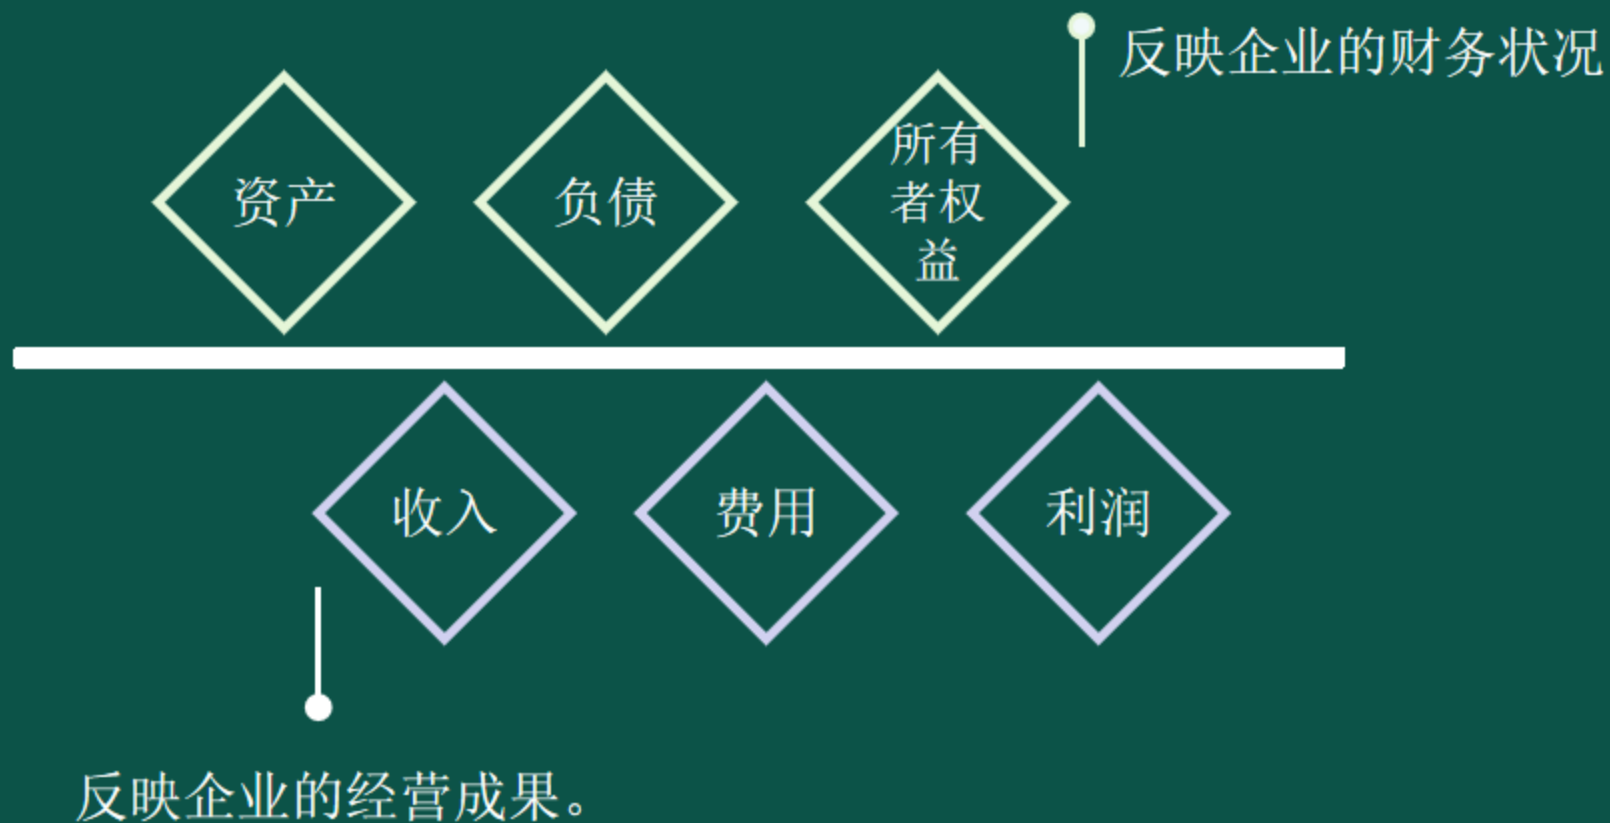 反映企业的财务状况
资产
负债
所有
者权
益
收入
费用
利润
反映企业的经营成果。